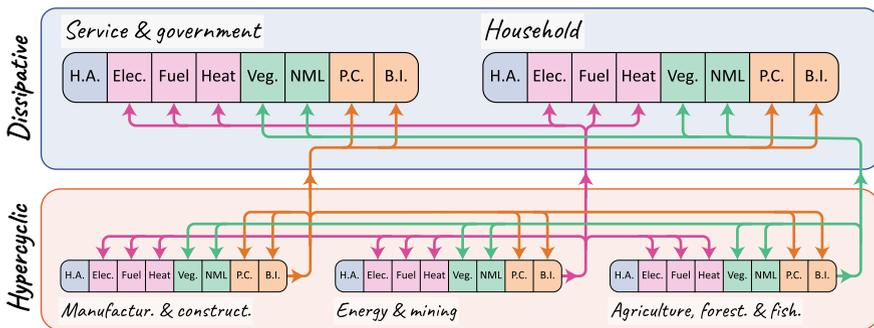 Dissipative
Service & government
Household
H.A. Elec. Fuel Heat Veg. NML P.C. B.I.
H.A. Elec. Fuel Heat Veg. NML P.C. B.I.
Hypercyclic
H.A. Elec. Fuel Heat Veg. NML P.C. B.I.
H.A. Elec. Fuel Heat Veg. NML P.C. B.I.
H.A. Elec. Fuel Heat Veg. NML P.C. B.I.
Manufactur. & construct.
Energy & mining
Agriculture, forest. & fish.